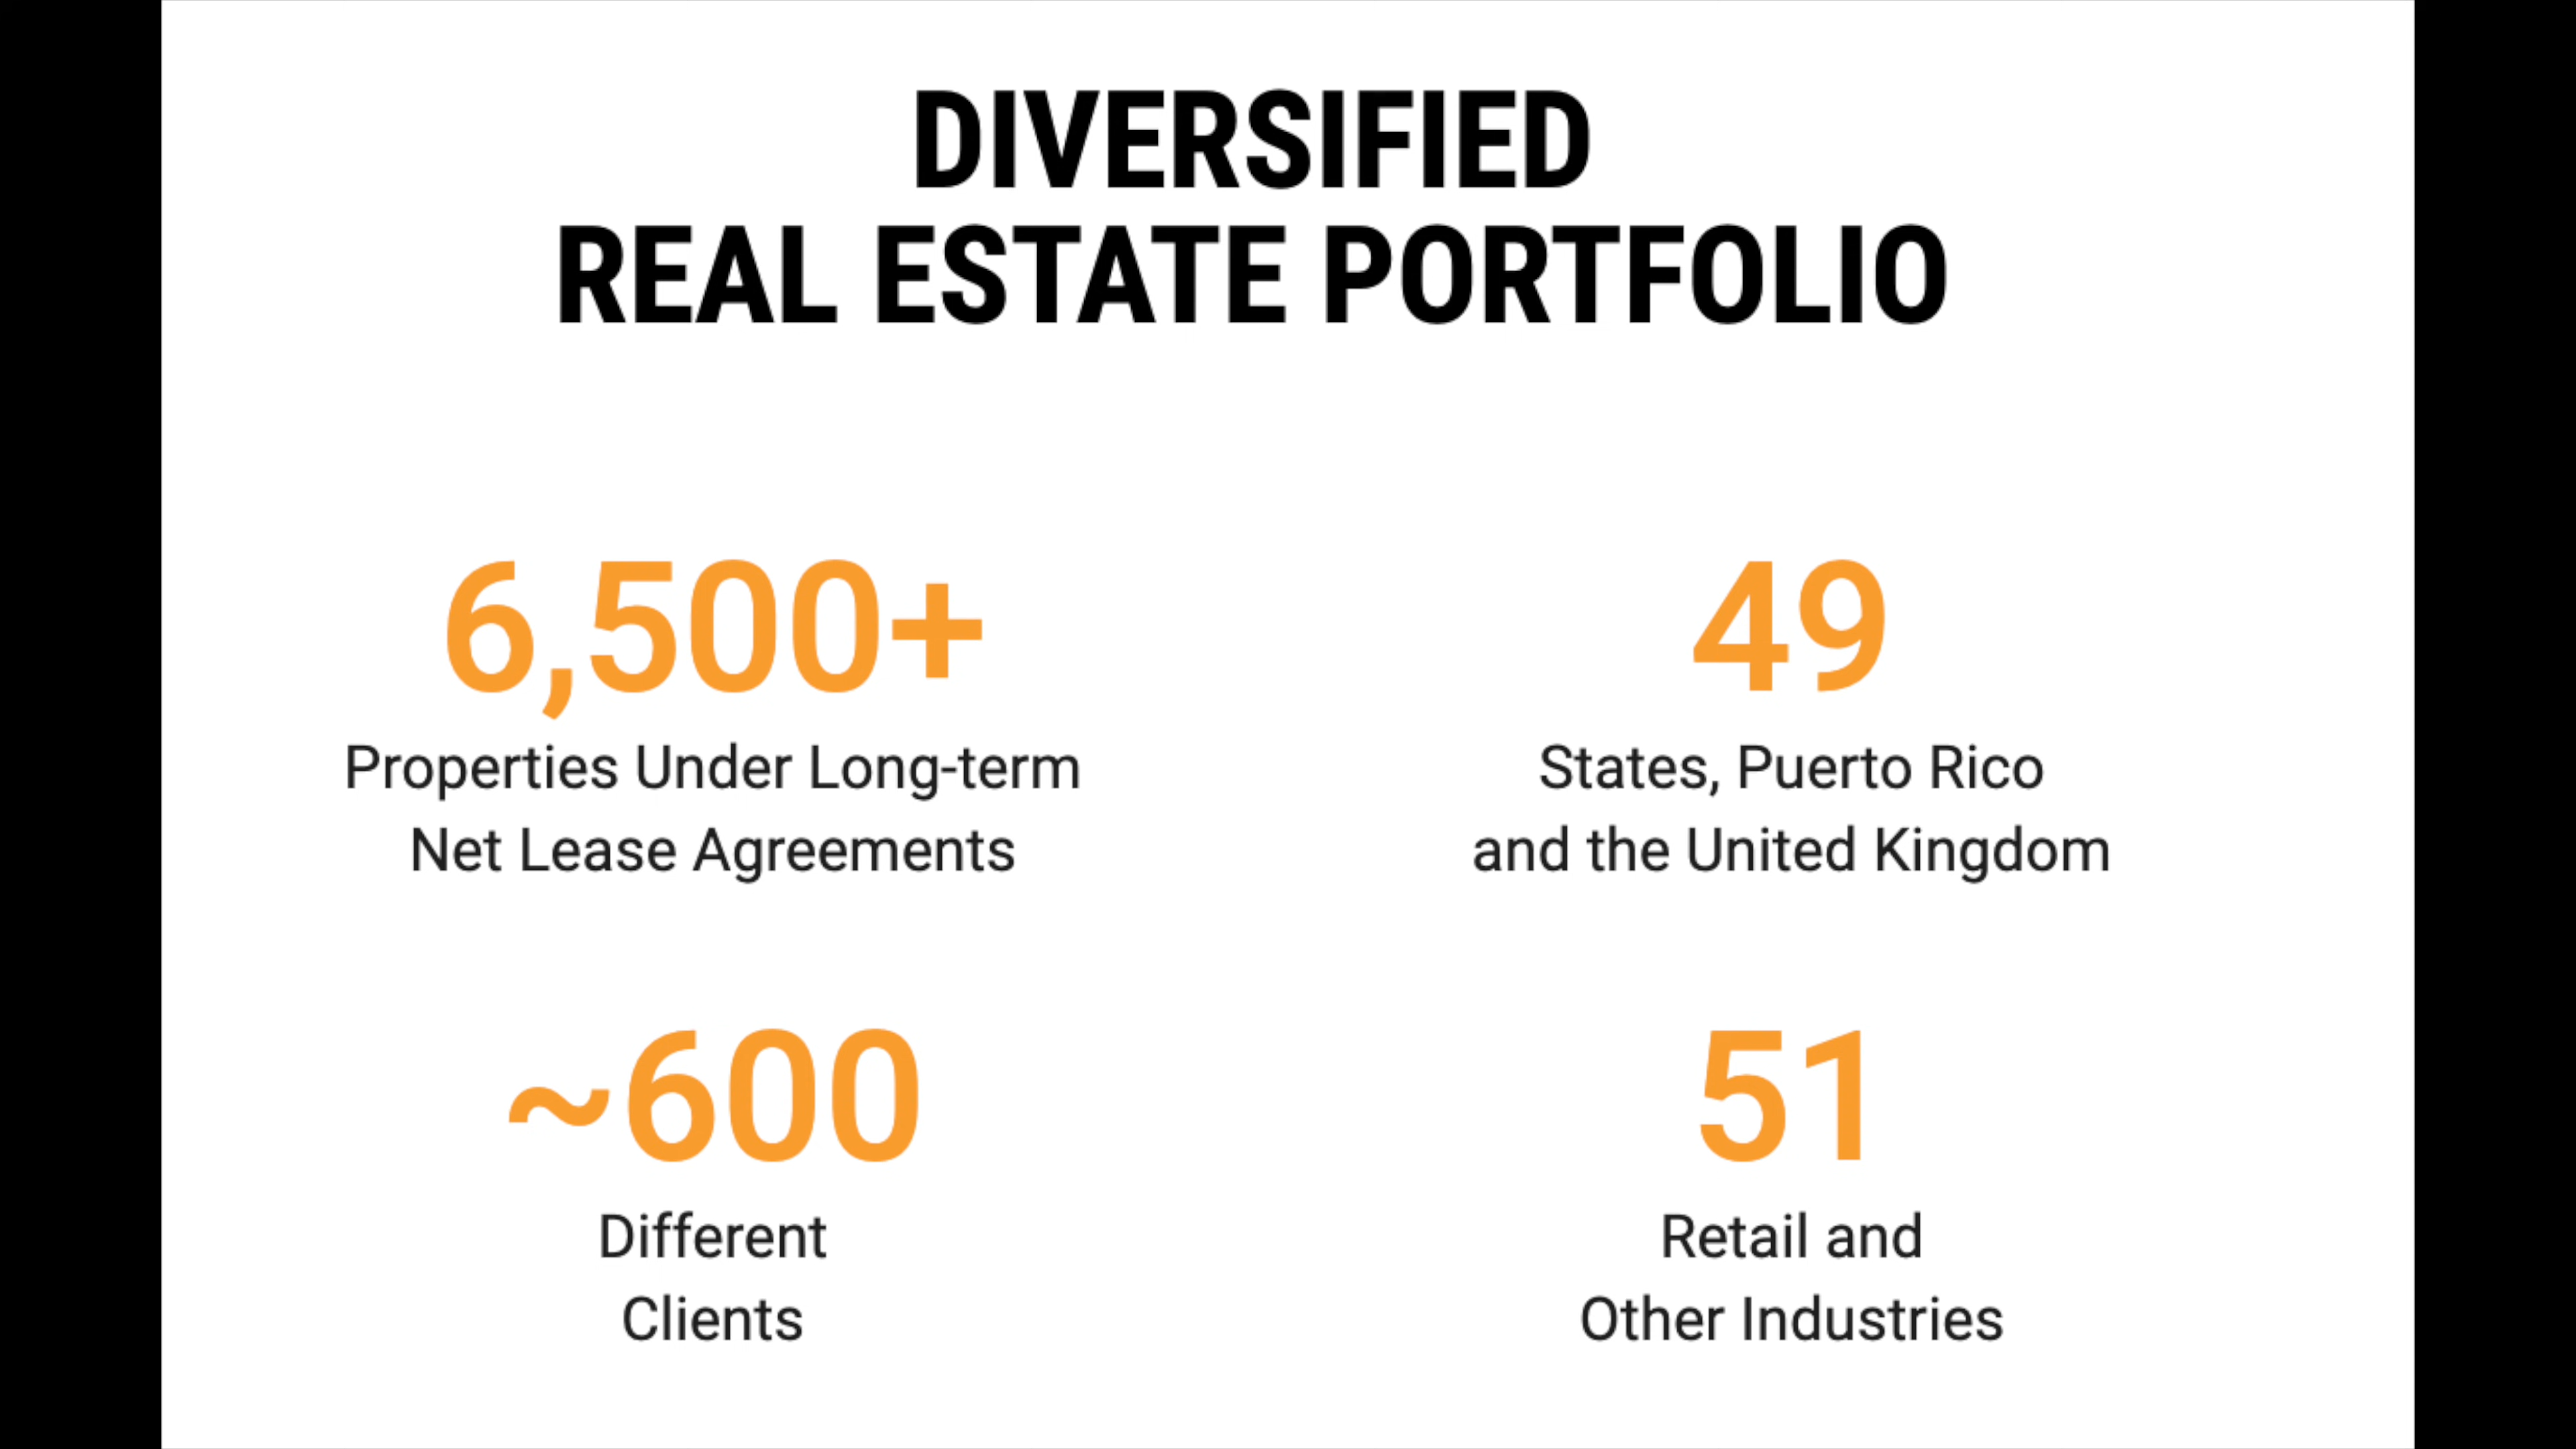 DIVERSIFIED
REAL ESTATE PORTFOLIO
6,500+
Properties Under Long-term
Net Lease Agreements
49
States, Puerto Rico
and the United Kingdom
~600
Different
Clients
51
Retail and
Other Industries